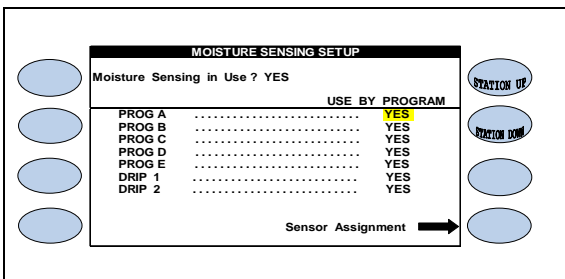 MOISTURE SENSING SETUP
Moisture Sensing in Use ? YES
USE BY PROGRAM
PROG A ............................ YES
PROG B ............................ YES
PROG C ............................ YES
PROG D ............................ YES
PROG E ............................ YES
DRIP 1 ............................ YES
DRIP 2 ............................ YES
Sensor Assignment
STATION UP
STATION DOWN